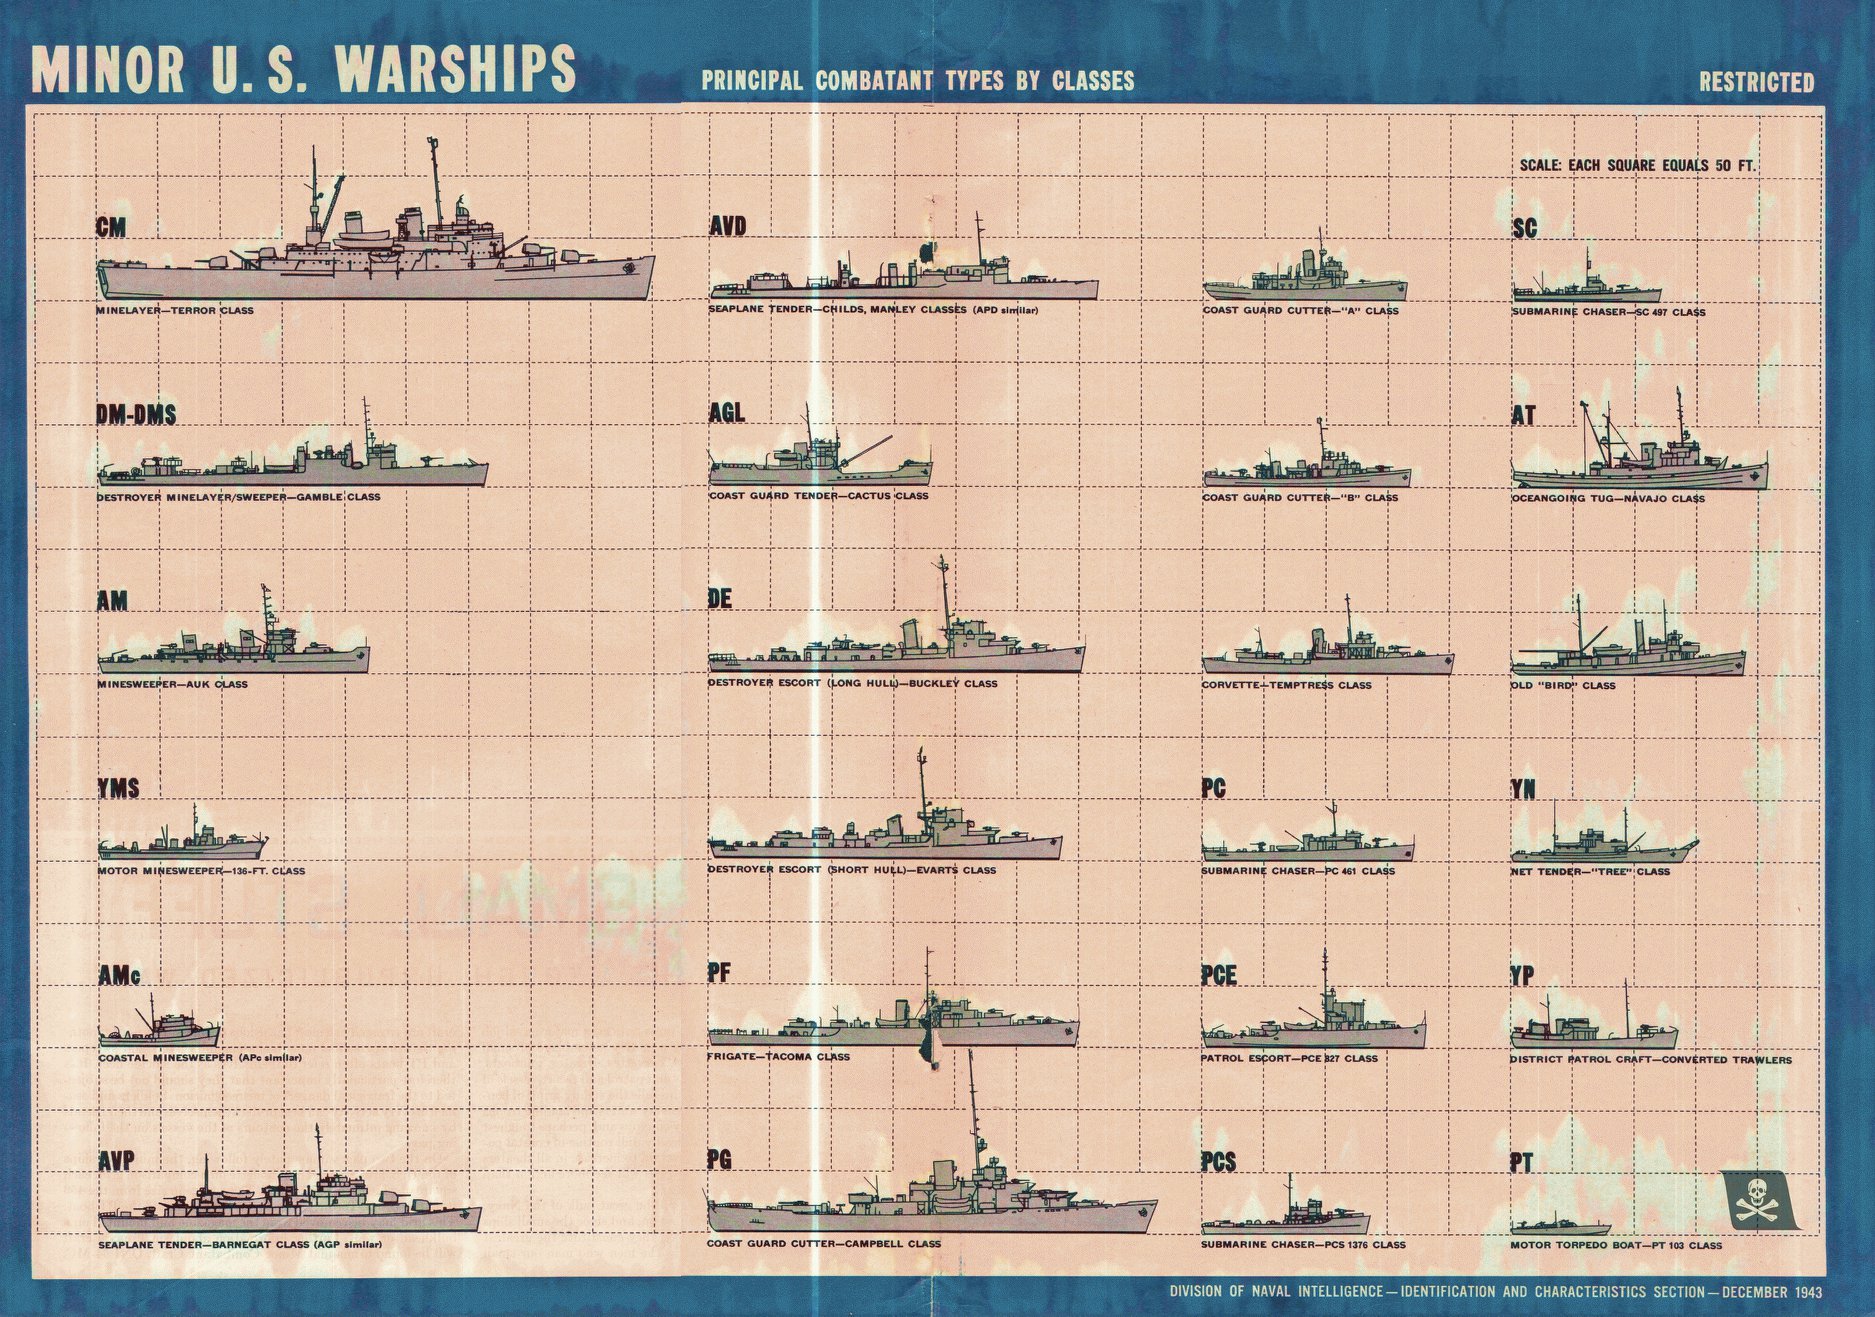 MINOR U.S. WARSHIPS
PRINCIPAL COMBATANT TYPES BY CLASSES
RESTRICTED
SCALE: EACH SQUARE EQUALS 50 FT.
CM
MINELAYER—TERROR CLASS
DM-DMS
DESTROYER MINELAYER/SWEEPER—GAMBLE CLASS
AM
MINESWEEPER—AUK CLASS
YMS
MOTOR MINESWEEPER—136-FT. CLASS
AMc
COASTAL MINESWEEPER (APc similar)
AVP
SEAPLANE TENDER—BARNEGAT CLASS (AGP similar)
AVD
SEAPLANE TENDER—CHILDS, MANLEY CLASSES (APD similar)
AGL
COAST GUARD TENDER—CACTUS CLASS
DE
DESTROYER ESCORT (LONG HULL)—BUCKLEY CLASS
DESTROYER ESCORT (SHORT HULL)—EVARTS CLASS
PF
FRIGATE—TACOMA CLASS
PG
COAST GUARD CUTTER—CAMPBELL CLASS
COAST GUARD CUTTER—"A" CLASS
COAST GUARD CUTTER—"B" CLASS
CORVETTE—TEMPTRESS CLASS
PC
SUBMARINE CHASER—PC 461 CLASS
PCE
PATROL ESCORT—PCE 827 CLASS
PCS
SUBMARINE CHASER—PCS 1376 CLASS
SC
SUBMARINE CHASER—SC 497 CLASS
AT
OCEANGOING TUG—NAVAJO CLASS
OLD "BIRD" CLASS
YN
NET TENDER—"TREE" CLASS
YP
DISTRICT PATROL CRAFT—CONVERTED TRAWLERS
PT
MOTOR TORPEDO BOAT—PT 103 CLASS
DIVISION OF NAVAL INTELLIGENCE—IDENTIFICATION AND CHARACTERISTICS SECTION—DECEMBER 1943